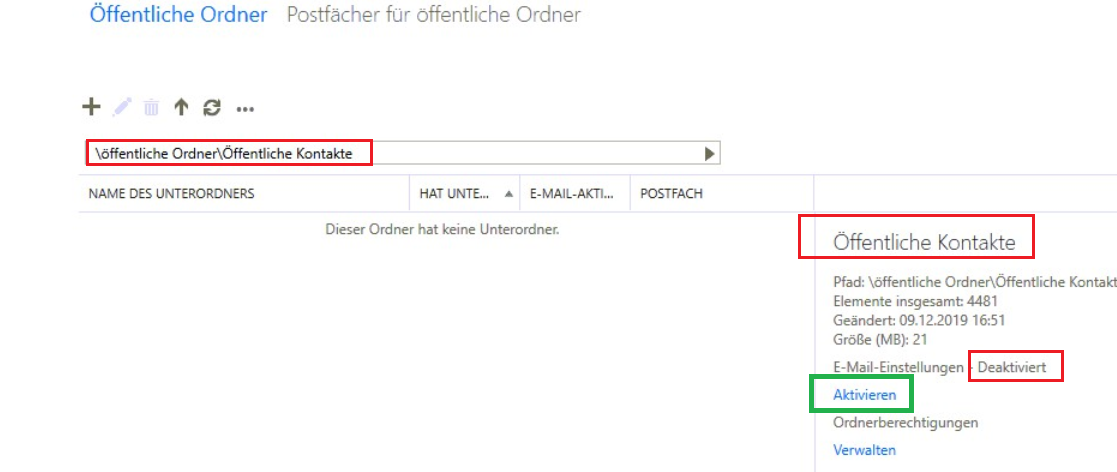 Öffentliche Ordner Postfächer für öffentliche Ordner
\öffentliche Ordner\Öffentliche Kontakte
NAME DES UNTERORDNERS HAT UNTE... E-MAIL-AKTI... POSTFACH
Dieser Ordner hat keine Unterordner.
Öffentliche Kontakte
Pfad: \öffentliche Ordner\Öffentliche Kontakt
Elemente insgesamt: 4481
Geändert: 09.12.2019 16:51
Größe (MB): 21
E-Mail-Einstellungen - Deaktiviert
Aktivieren
Ordnerberechtigungen
Verwalten